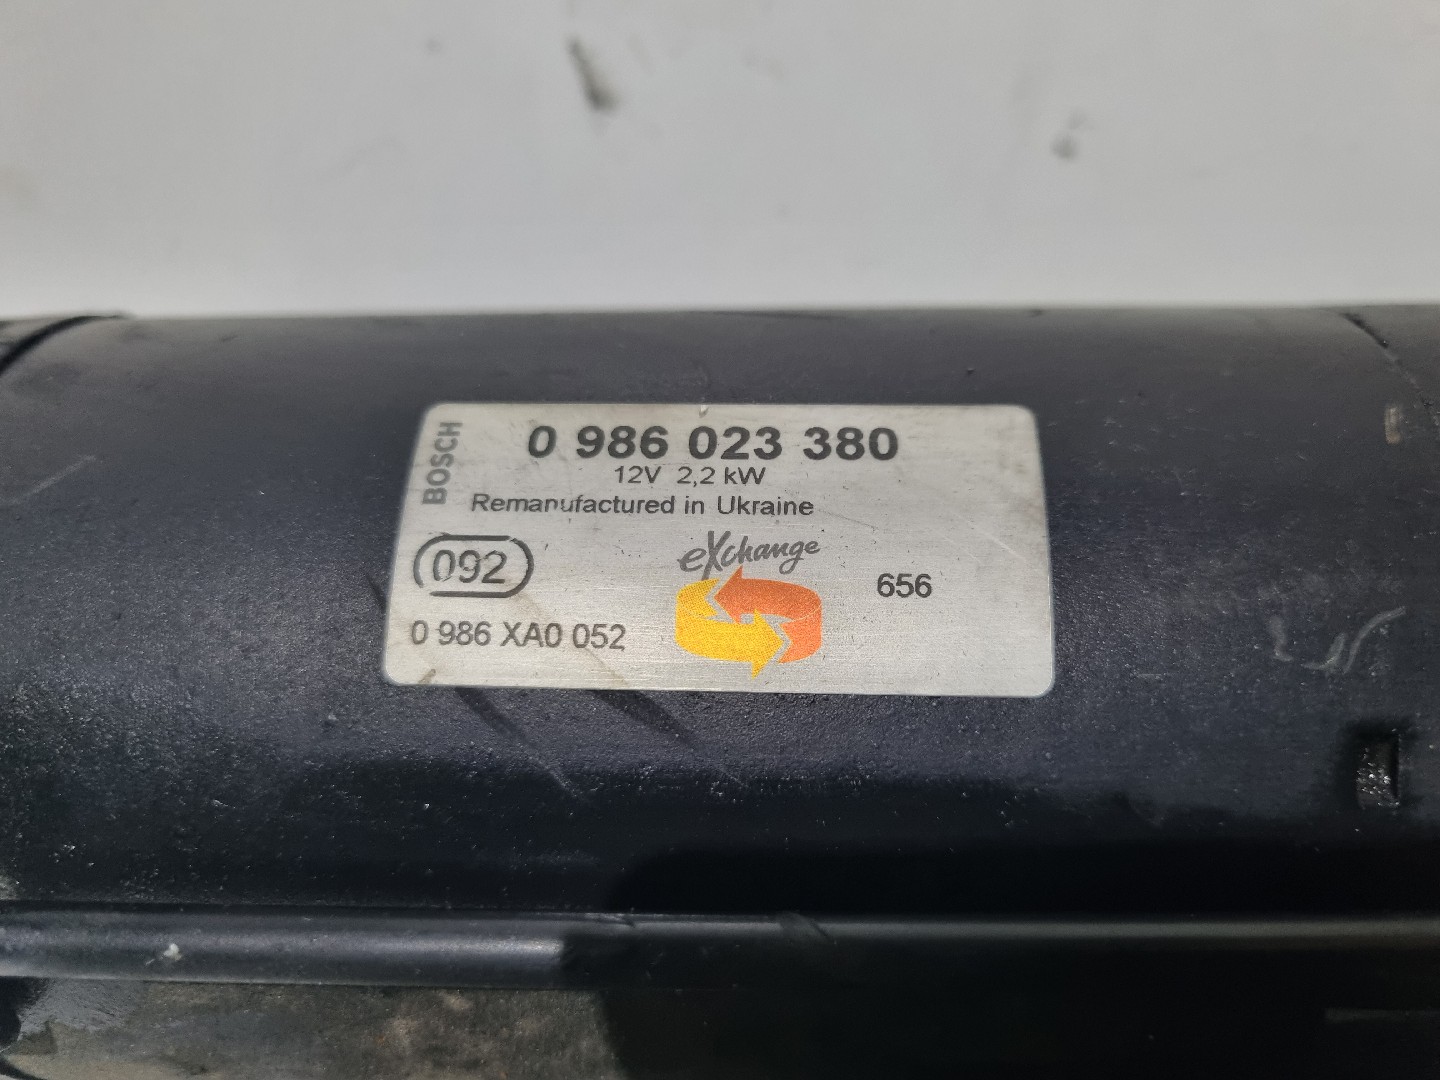 BOSCH
0 986 023 380
12V 2,2 kW
Remanufactured in Ukraine
092
eXchange
656
0 986 XA0 052